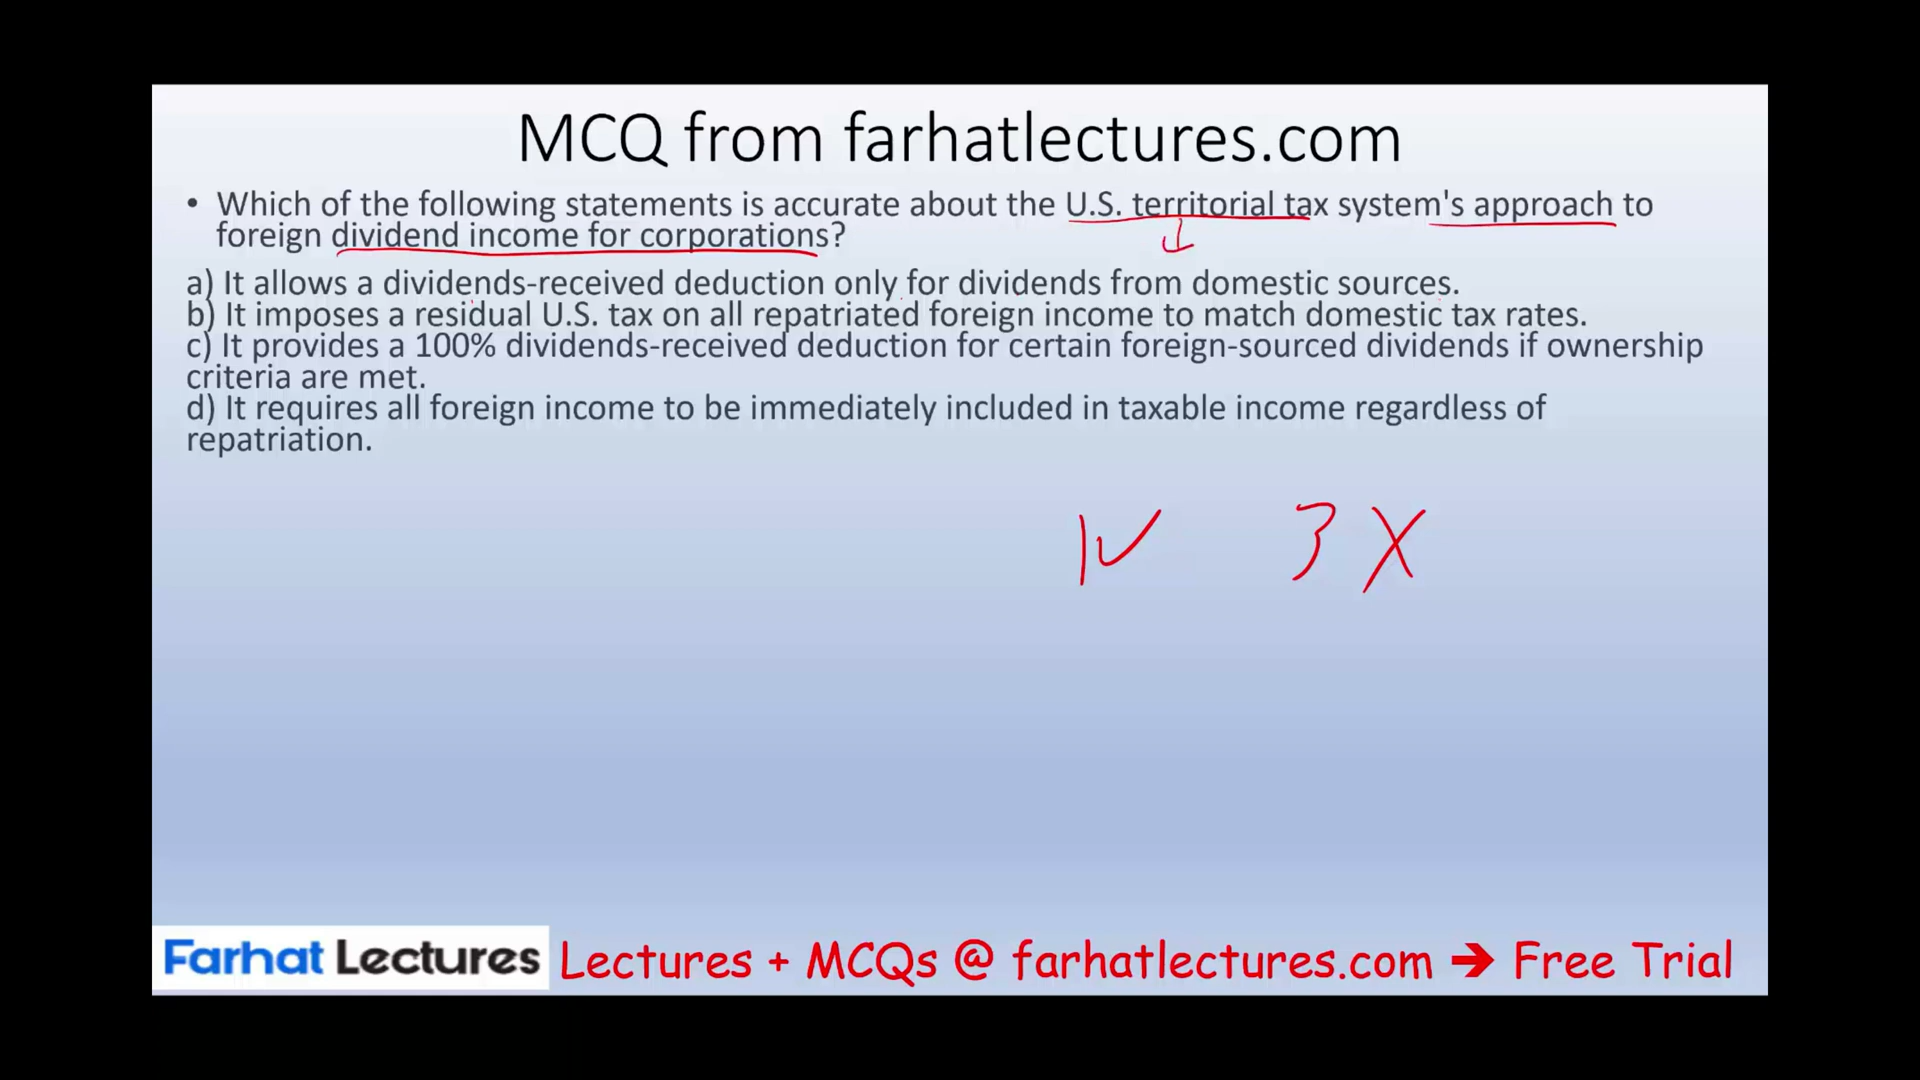 MCQ from farhatlectures.com
• Which of the following statements is accurate about the U.S. territorial tax system's approach to
foreign dividend income for corporations?
a) It allows a dividends-received deduction only for dividends from domestic sources.
b) It imposes a residual U.S. tax on all repatriated foreign income to match domestic tax rates.
c) It provides a 100% dividends-received deduction for certain foreign-sourced dividends if ownership
criteria are met.
d) It requires all foreign income to be immediately included in taxable income regardless of
repatriation.
1✓ 3 X
Farhat Lectures Lectures + MCQs @ farhatlectures.com ➔ Free Trial